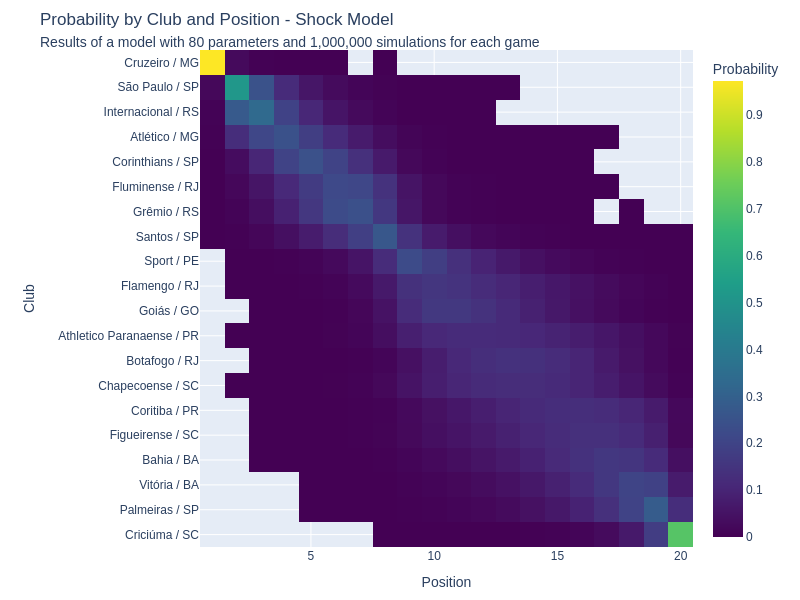 Probability by Club and Position - Shock Model
Results of a model with 80 parameters and 1,000,000 simulations for each game
Probability
Club
Cruzeiro / MG
São Paulo / SP
Internacional / RS
Atlético / MG
Corinthians / SP
Fluminense / RJ
Grêmio / RS
Santos / SP
Sport / PE
Flamengo / RJ
Goiás / GO
Athletico Paranaense / PR
Botafogo / RJ
Chapecoense / SC
Coritiba / PR
Figueirense / SC
Bahia / BA
Vitória / BA
Palmeiras / SP
Criciúma / SC
5
10
15
20
Position
0.9
0.8
0.7
0.6
0.5
0.4
0.3
0.2
0.1
0